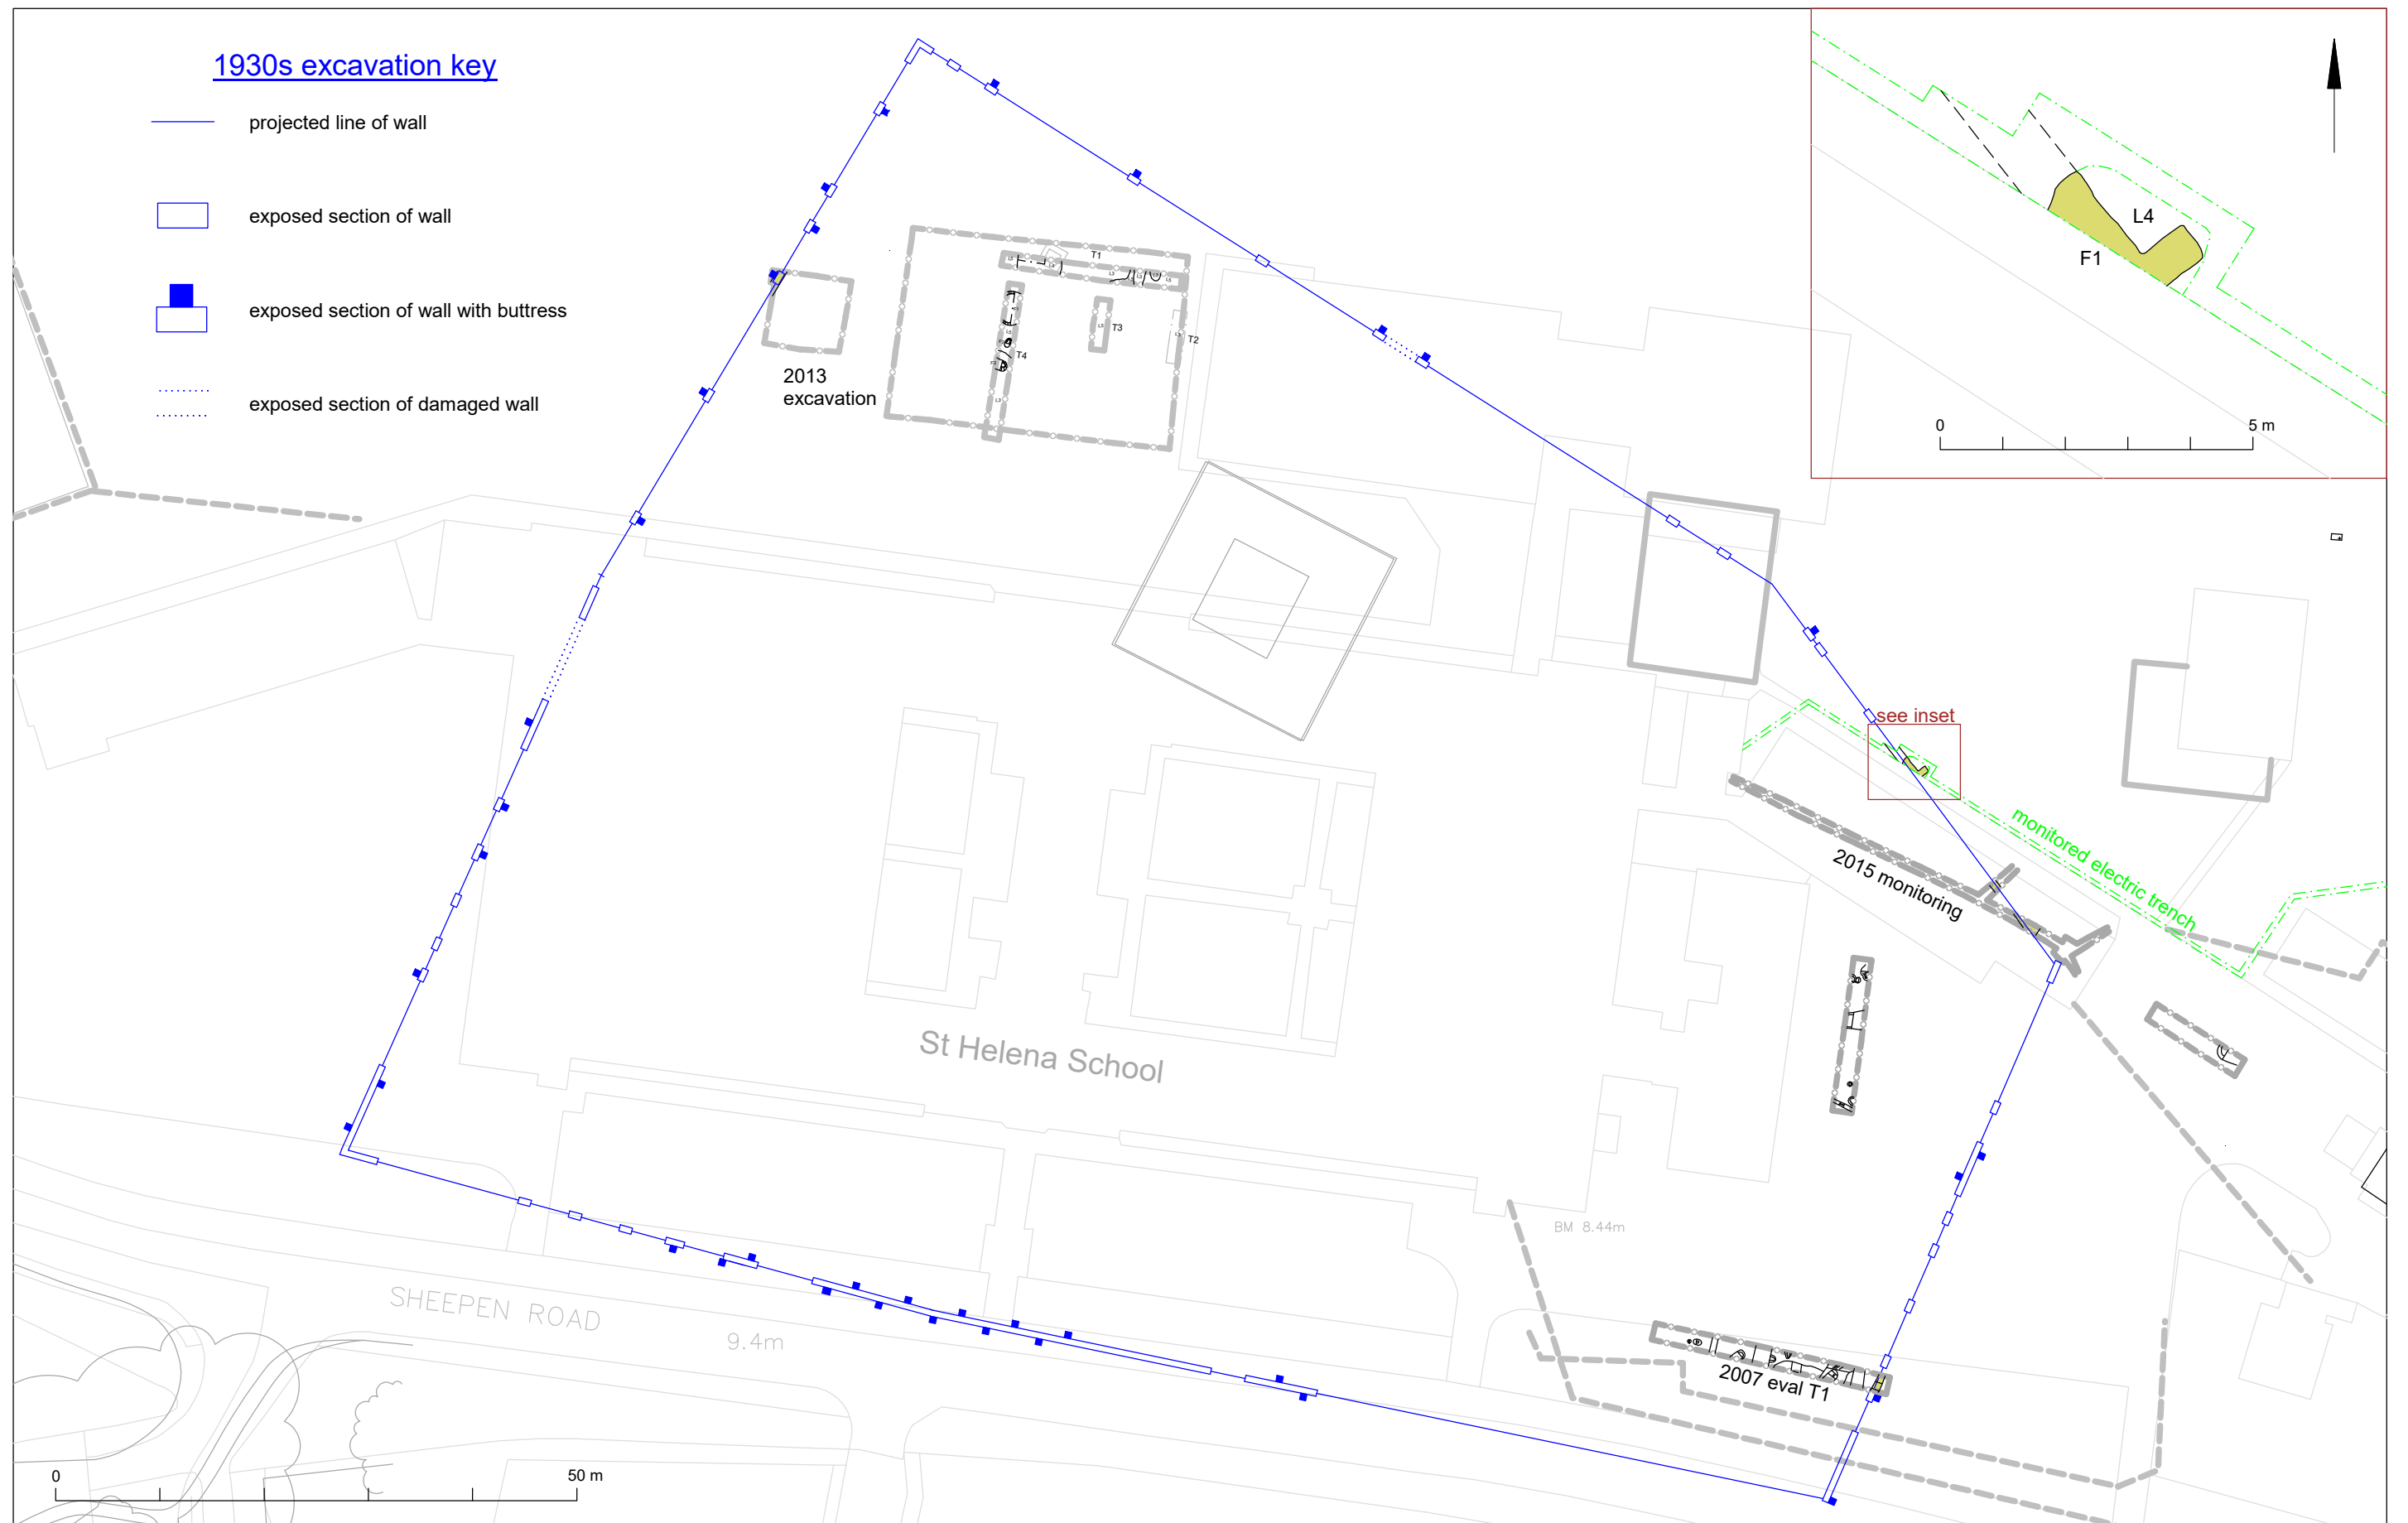 1930s excavation key
projected line of wall
exposed section of wall
exposed section of wall with buttress
exposed section of damaged wall
2013
excavation
T1
T2
T3
T4
L4
F1
0
5 m
see inset
monitored electric trench
2015 monitoring
St Helena School
BM 8.44m
2007 eval T1
SHEEPEN ROAD
9.4m
0
50 m